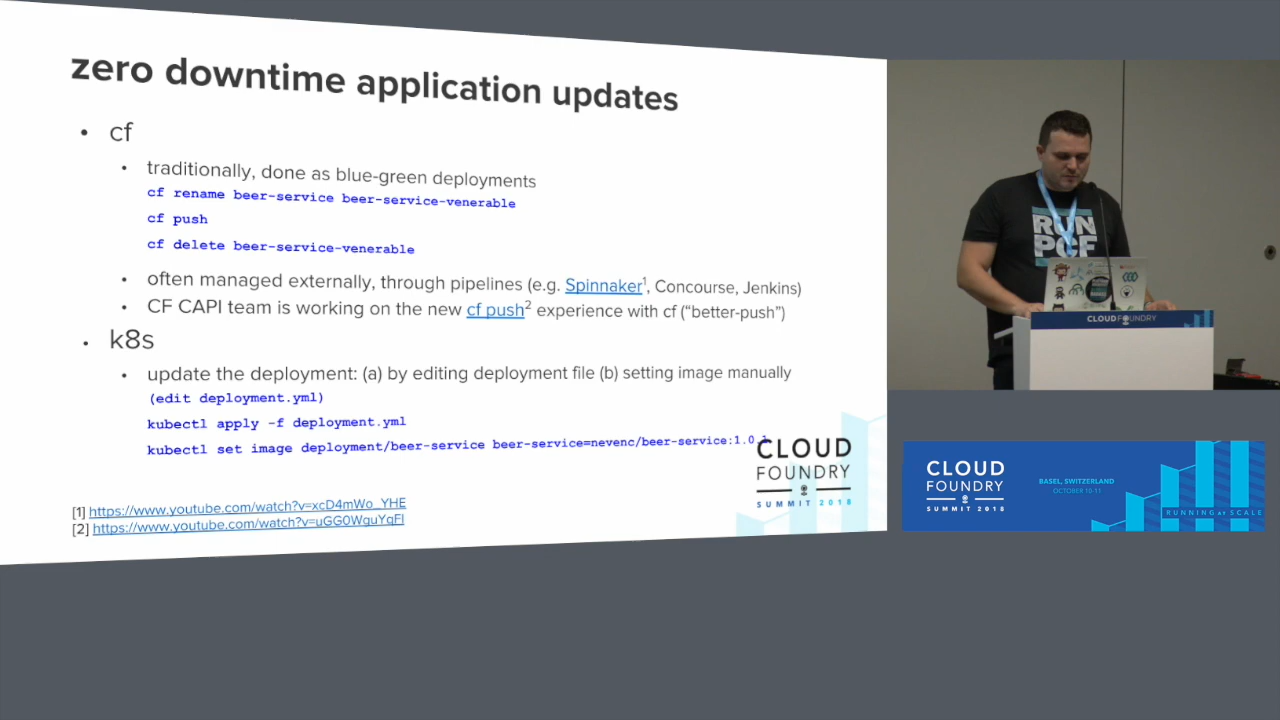 zero downtime application updates
• cf
• traditionally, done as blue-green deployments
cf rename beer-service beer-service-venerable
cf push
cf delete beer-service-venerable
• often managed externally, through pipelines (e.g. Spinnaker1, Concourse, Jenkins)
• CF CAPI team is working on the new cf push2 experience with cf ("better-push")
• k8s
• update the deployment: (a) by editing deployment file (b) setting image manually
(edit deployment.yml)
kubectl apply -f deployment.yml
kubectl set image deployment/beer-service beer-service=nevenc/beer-service:1.0.1
[1] https://www.youtube.com/watch?v=xcD4mWo_YHE
[2] https://www.youtube.com/watch?v=uGG0WguYqFI
CLOUD
FOUNDRY
SUMMIT 2018
RUN
PCF
CLOUD FOUNDRY
CLOUD
FOUNDRY
SUMMIT 2018
BASEL, SWITZERLAND
OCTOBER 10-11
RUNNING AT SCALE